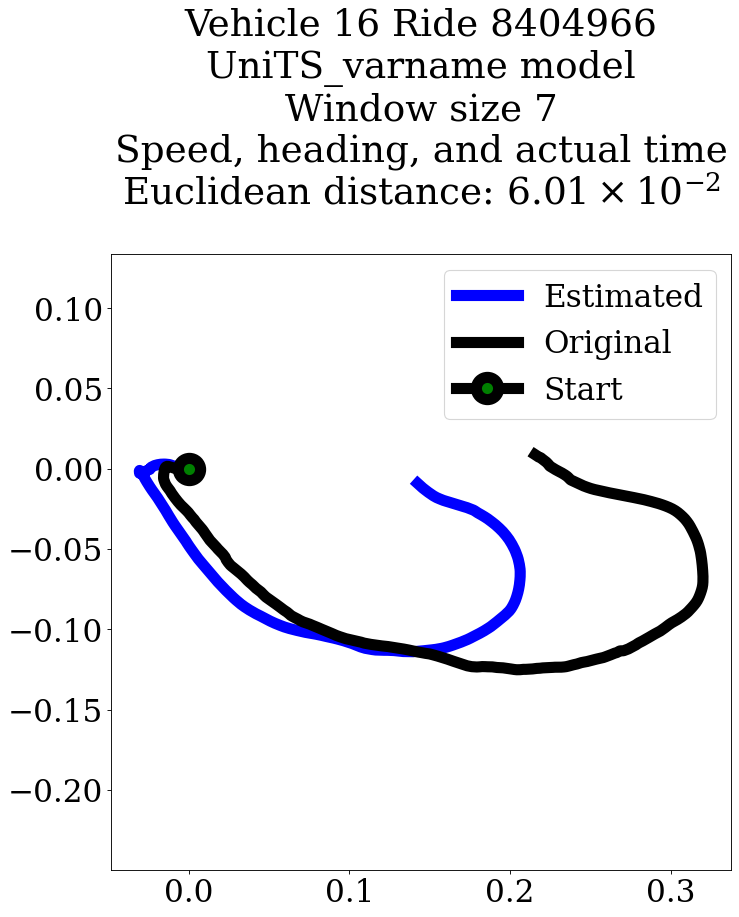 Vehicle 16 Ride 8404966
UniTS_varname model
Window size 7
Speed, heading, and actual time
Euclidean distance: 6.01 × 10⁻²
Estimated
Original
Start
0.10
0.05
0.00
−0.05
−0.10
−0.15
−0.20
0.0 0.1 0.2 0.3